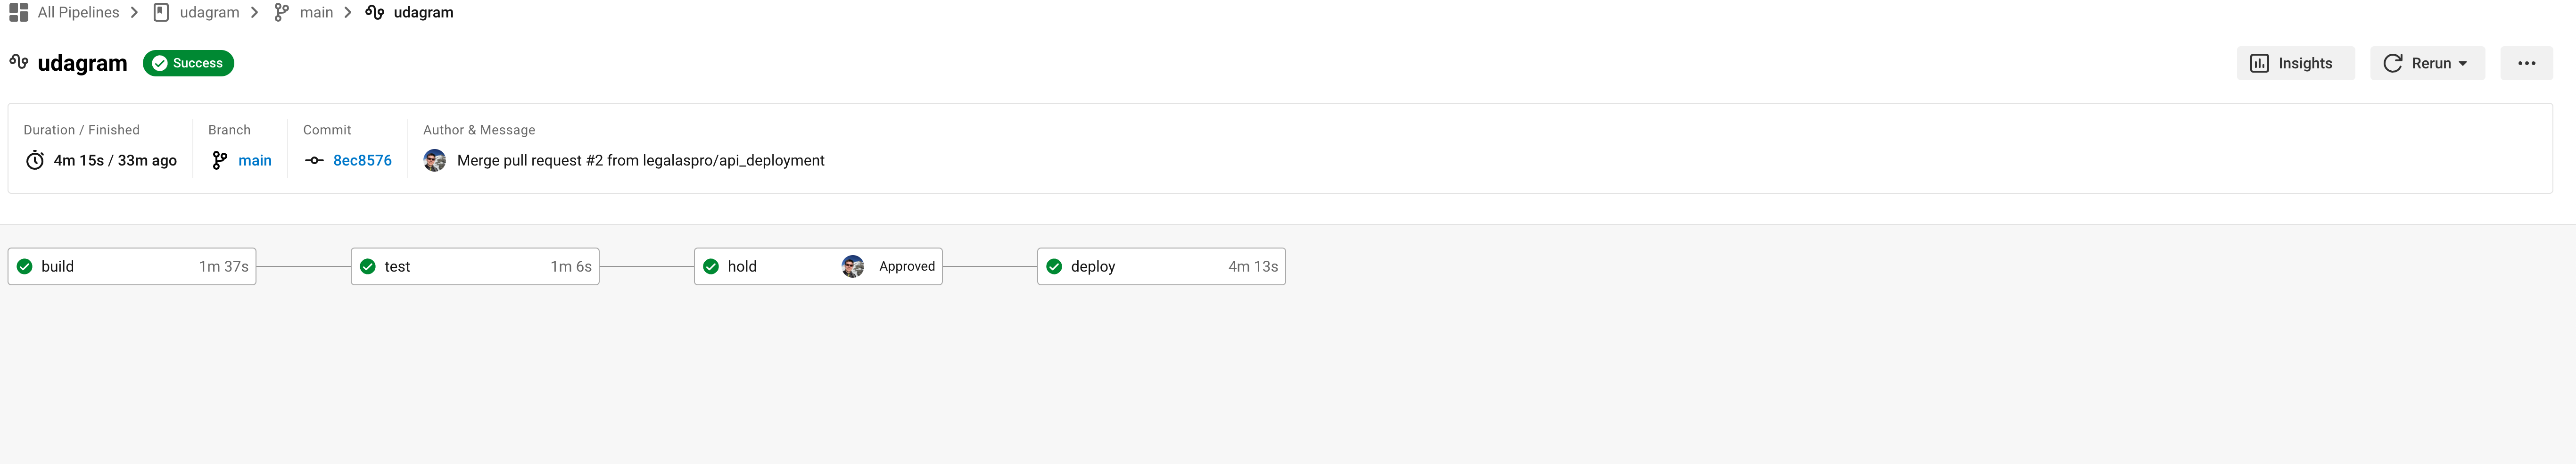 All Pipelines udagram main udagram
udagram Success Insights Rerun
Duration / Finished Branch Commit Author & Message
4m 15s / 33m ago main 8ec8576 Merge pull request #2 from legalaspro/api_deployment
build 1m 37s test 1m 6s hold Approved deploy 4m 13s